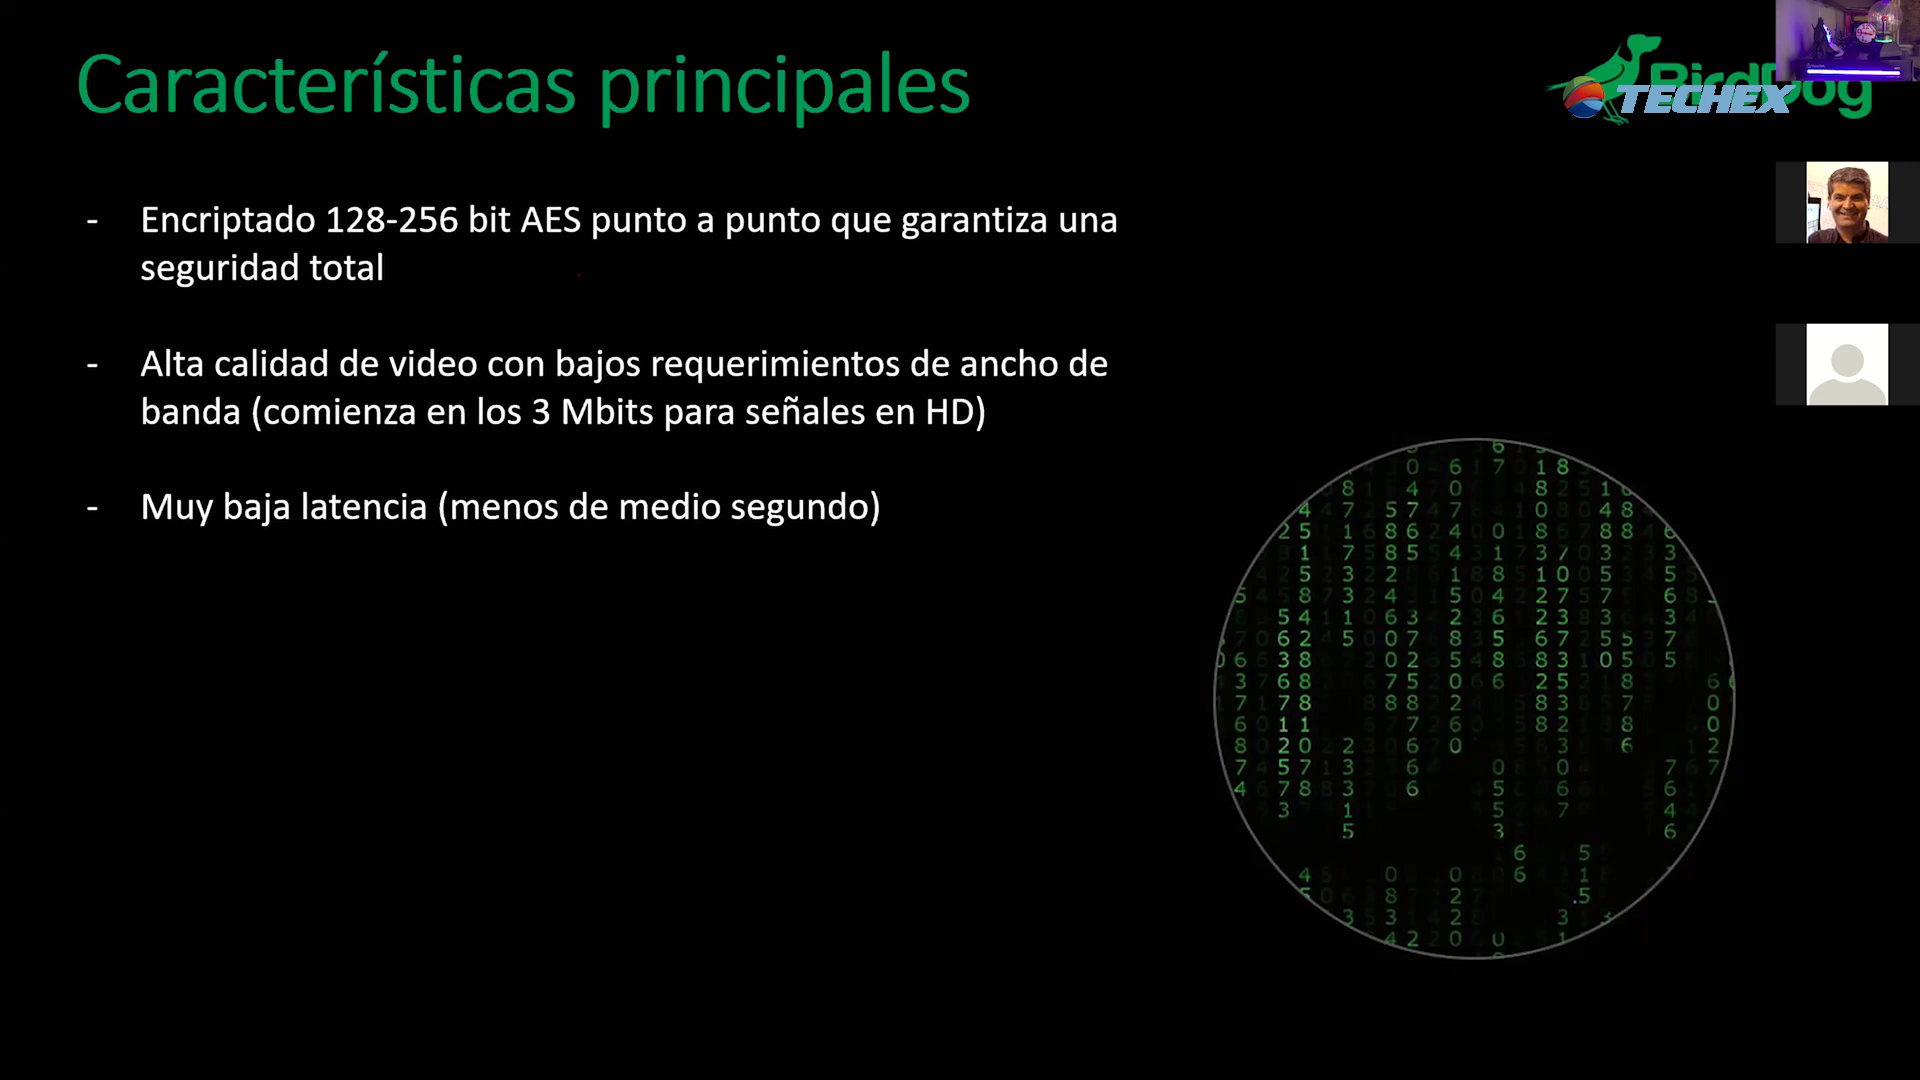 Características principales
BirdDog
TECHEX
- Encriptado 128-256 bit AES punto a punto que garantiza una
seguridad total
- Alta calidad de video con bajos requerimientos de ancho de
banda (comienza en los 3 Mbits para señales en HD)
- Muy baja latencia (menos de medio segundo)